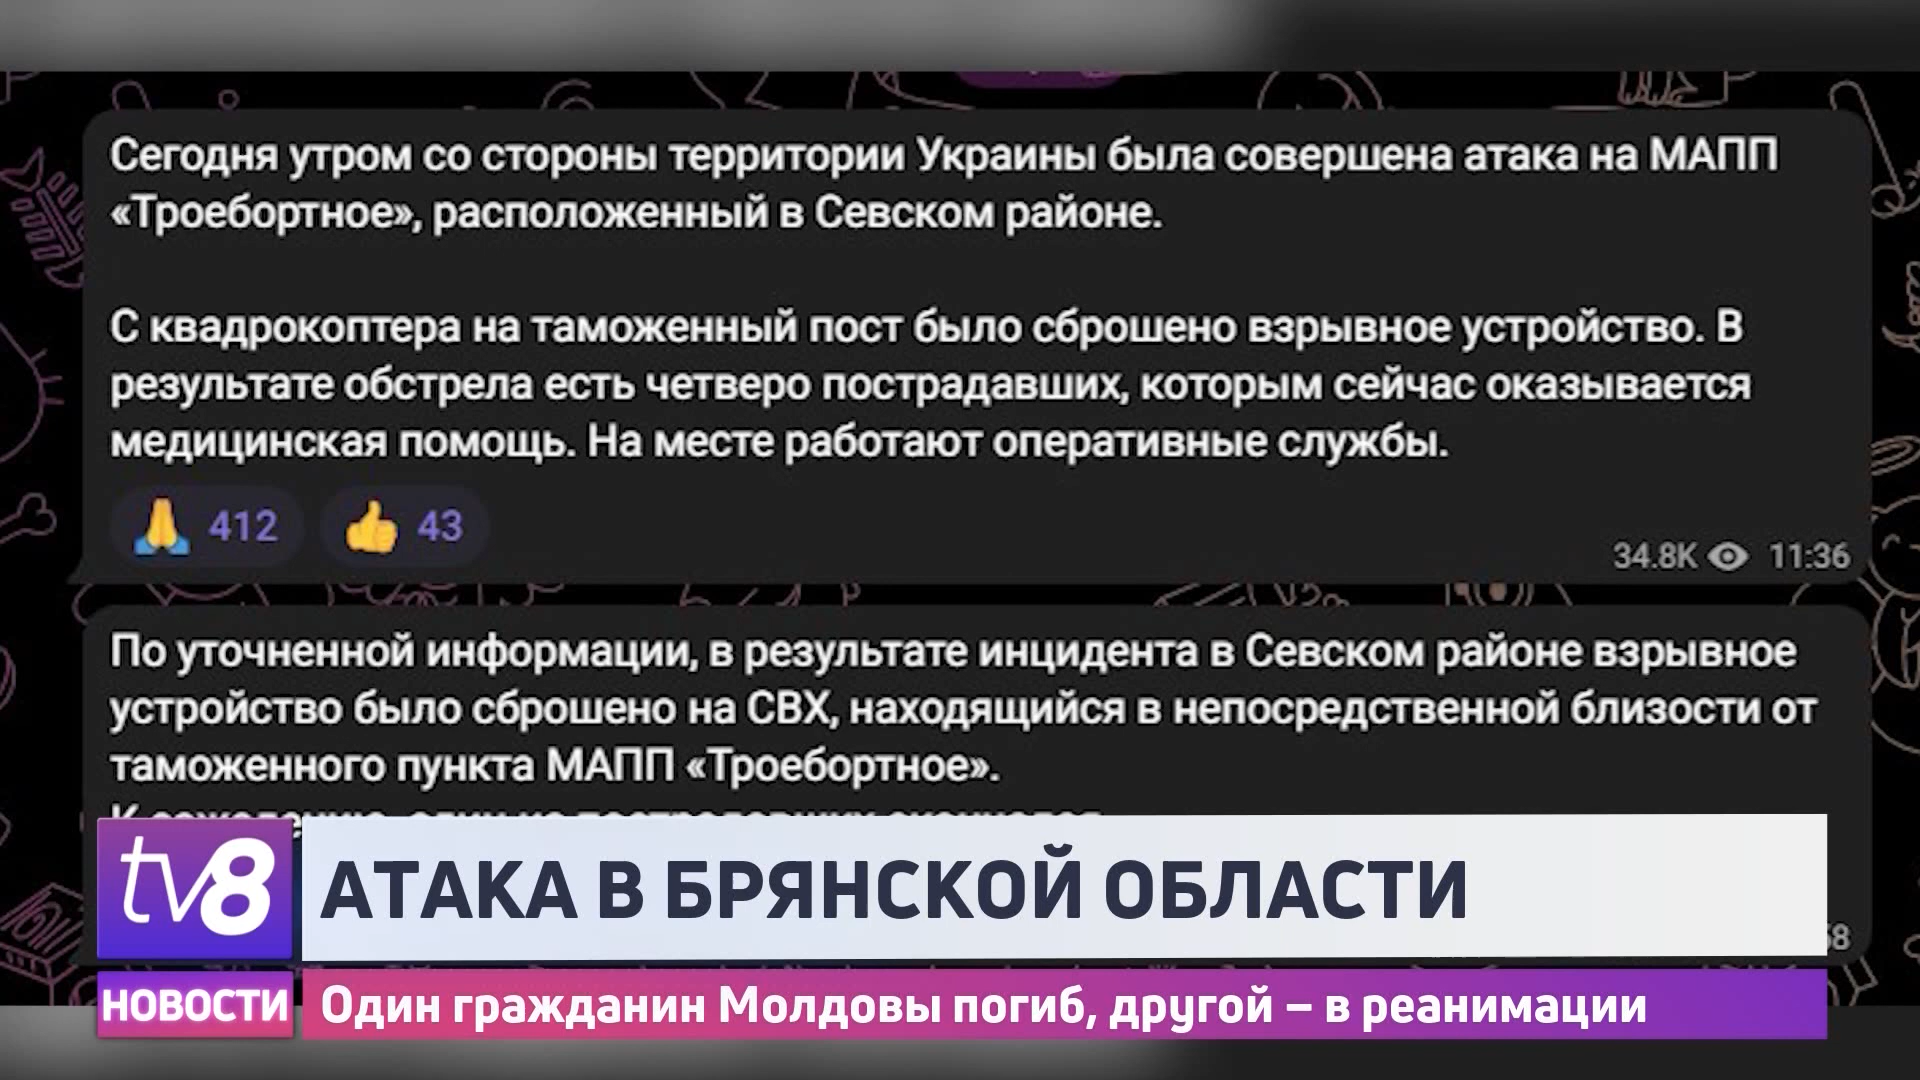 Сегодня утром со стороны территории Украины была совершена атака на МАПП
«Троебортное», расположенный в Севском районе.
С квадрокоптера на таможенный пост было сброшено взрывное устройство. В
результате обстрела есть четверо пострадавших, которым сейчас оказывается
медицинская помощь. На месте работают оперативные службы.
412 43
34.8K 11:36
По уточненной информации, в результате инцидента в Севском районе взрывное
устройство было сброшено на СВХ, находящийся в непосредственной близости от
таможенного пункта МАПП «Троебортное».
tv8
АТАКА В БРЯНСКОЙ ОБЛАСТИ
НОВОСТИ
Один гражданин Молдовы погиб, другой – в реанимации